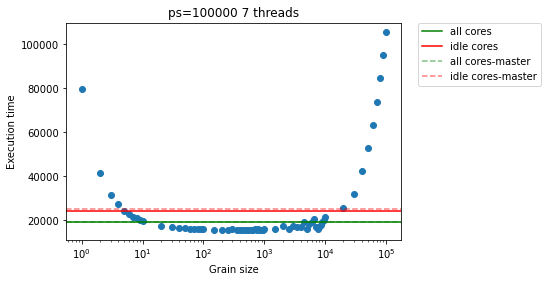 ps=100000 7 threads
all cores
idle cores
all cores-master
idle cores-master
Execution time
100000
80000
60000
40000
20000
10⁰
10¹
10²
10³
10⁴
10⁵
Grain size